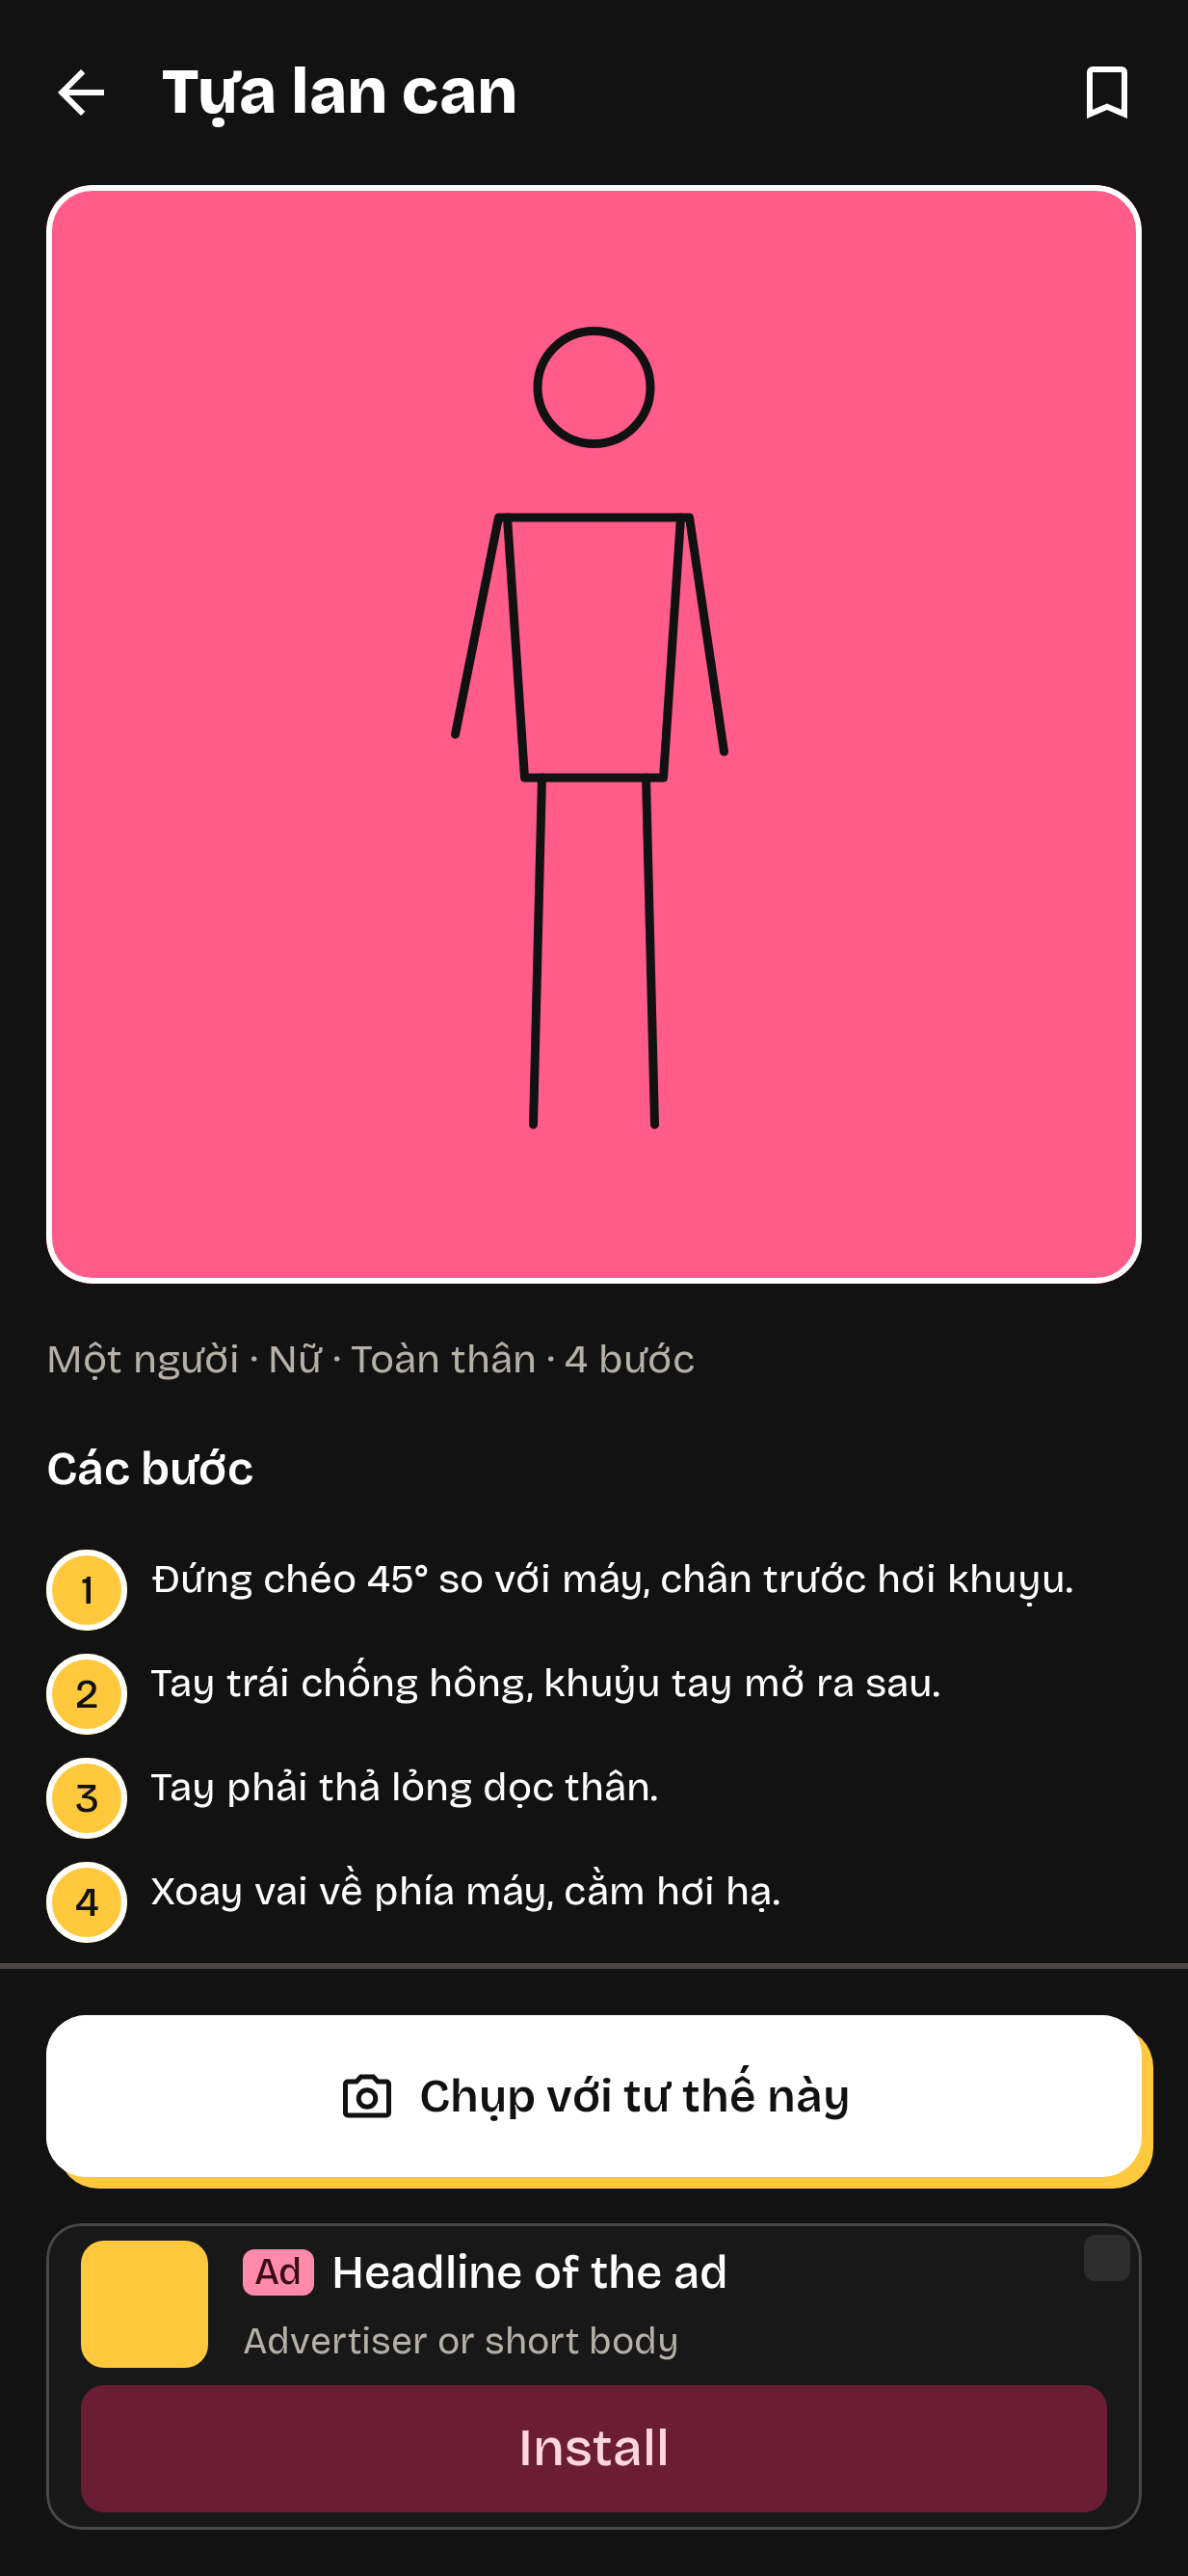 Tựa lan can
Một người · Nữ · Toàn thân · 4 bước
Các bước
1 Đứng chéo 45° so với máy, chân trước hơi khuỵu.
2 Tay trái chống hông, khuỷu tay mở ra sau.
3 Tay phải thả lỏng dọc thân.
4 Xoay vai về phía máy, cằm hơi hạ.
Chụp với tư thế này
Ad Headline of the ad
Advertiser or short body
Install